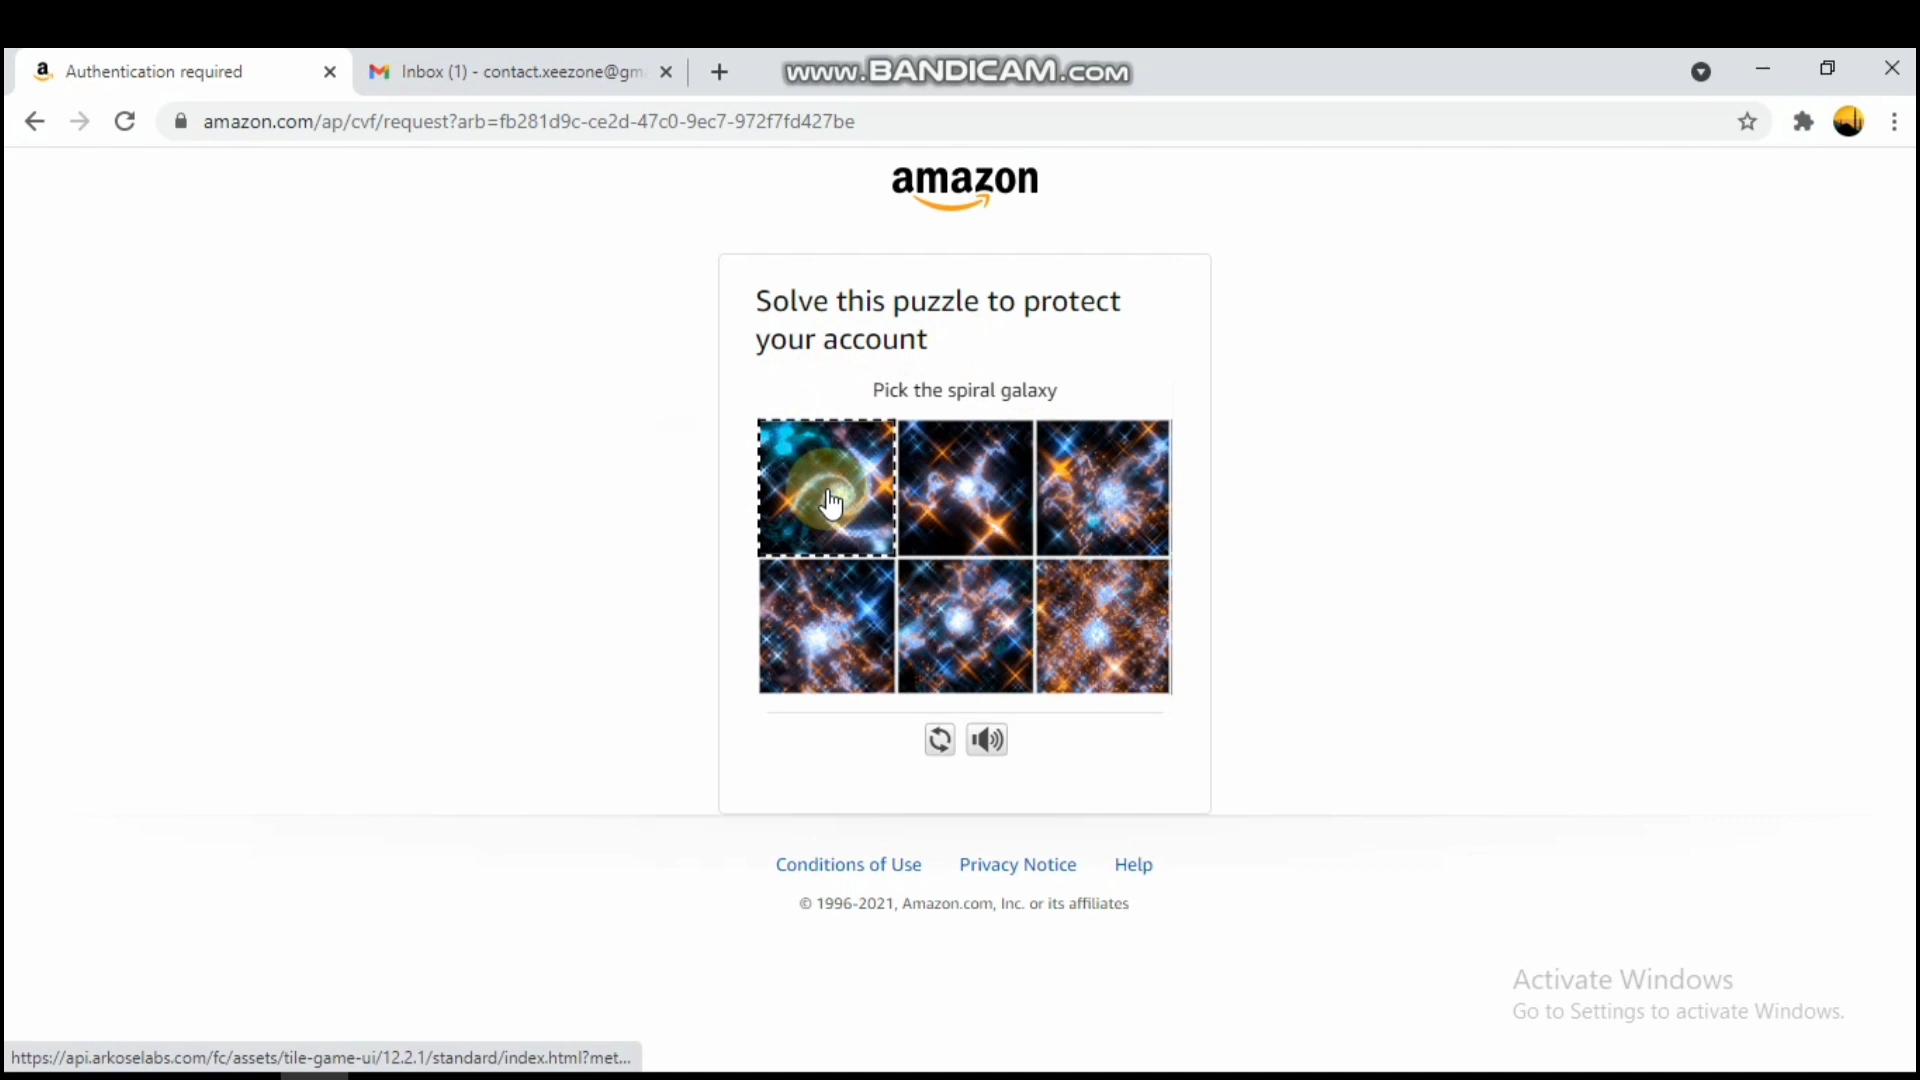 Authentication required
Inbox (1) - contact.xeezone@gm
www.BANDICAM.com
amazon.com/ap/cvf/request?arb=fb281d9c-ce2d-47c0-9ec7-972f7fd427be
amazon
Solve this puzzle to protect
your account
Pick the spiral galaxy
Conditions of Use
Privacy Notice
Help
© 1996-2021, Amazon.com, Inc. or its affiliates
Activate Windows
Go to Settings to activate Windows.
https://api.arkoselabs.com/fc/assets/tile-game-ui/12.2.1/standard/index.html?met...